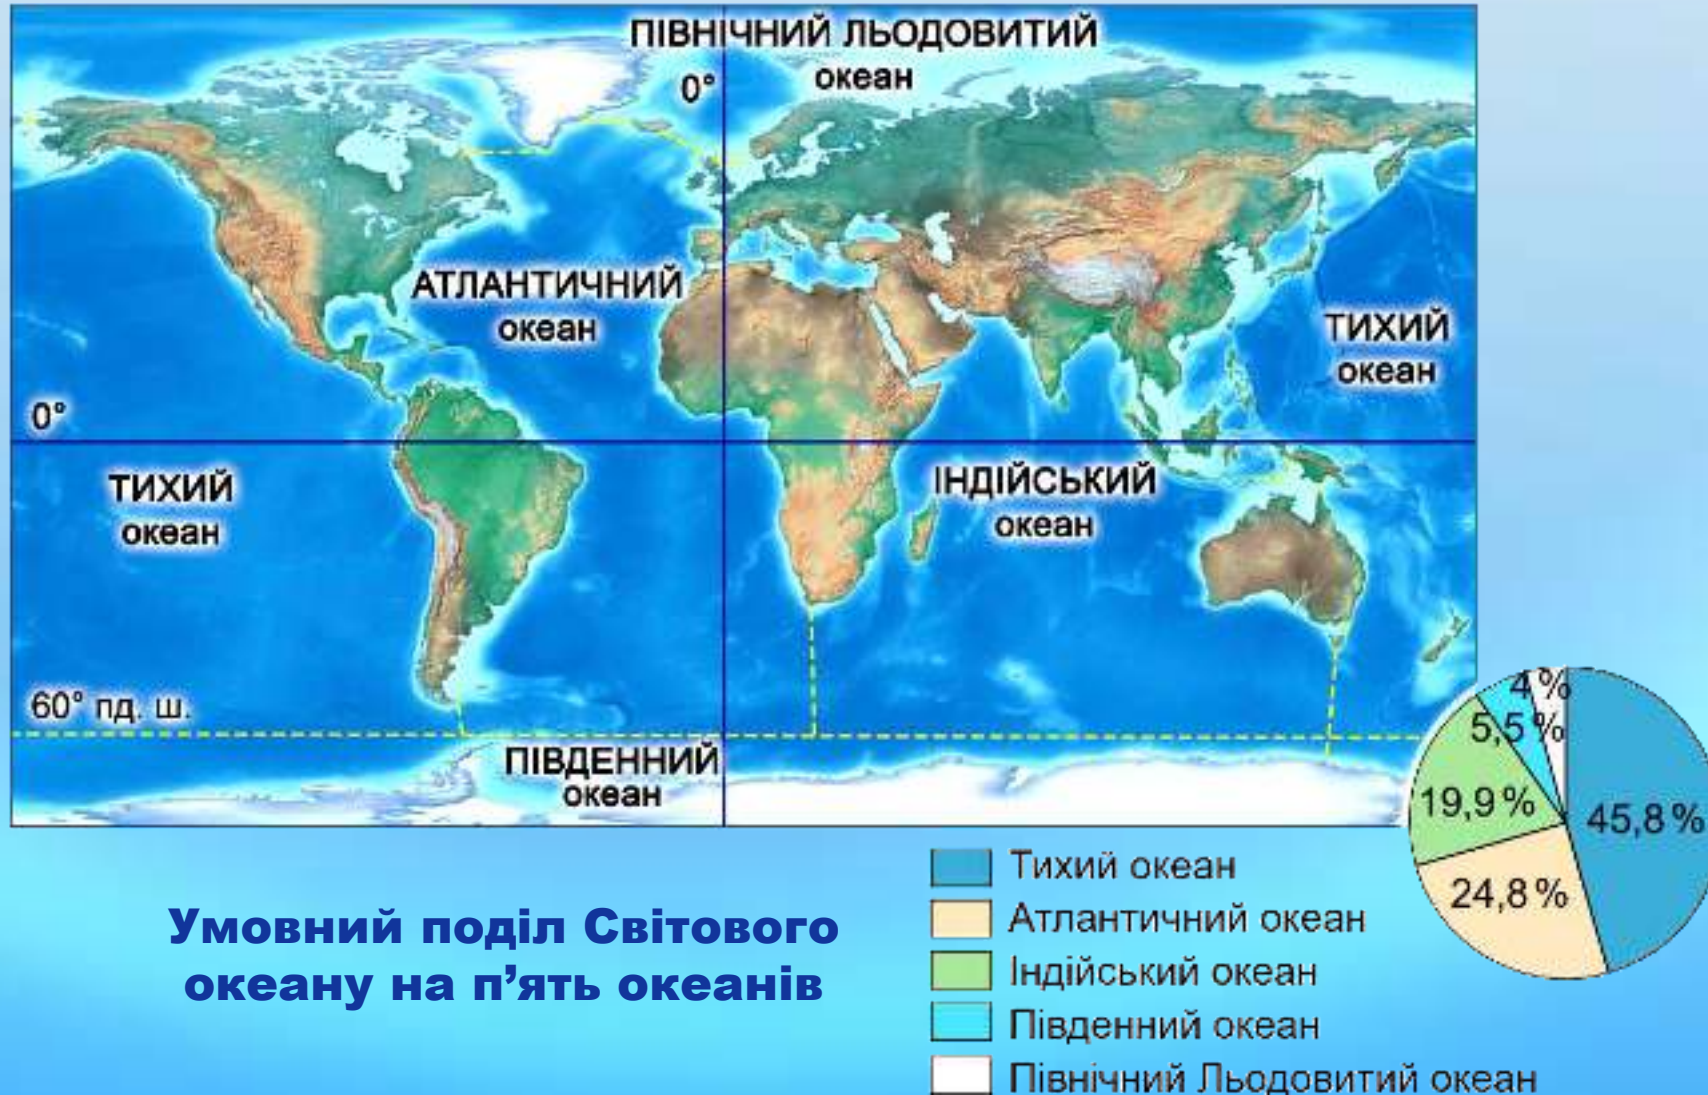 ПІВНІЧНИЙ ЛЬОДОВИТИЙ
океан
0°
АТЛАНТИЧНИЙ
океан
ТИХИЙ
океан
0°
ТИХИЙ
океан
ІНДІЙСЬКИЙ
океан
60° пд. ш.
ПІВДЕННИЙ
океан
4 %
5,5 %
19,9 %
45,8 %
24,8 %
Умовний поділ Світового
океану на п’ять океанів
Тихий океан
Атлантичний океан
Індійський океан
Південний океан
Північний Льодовитий океан